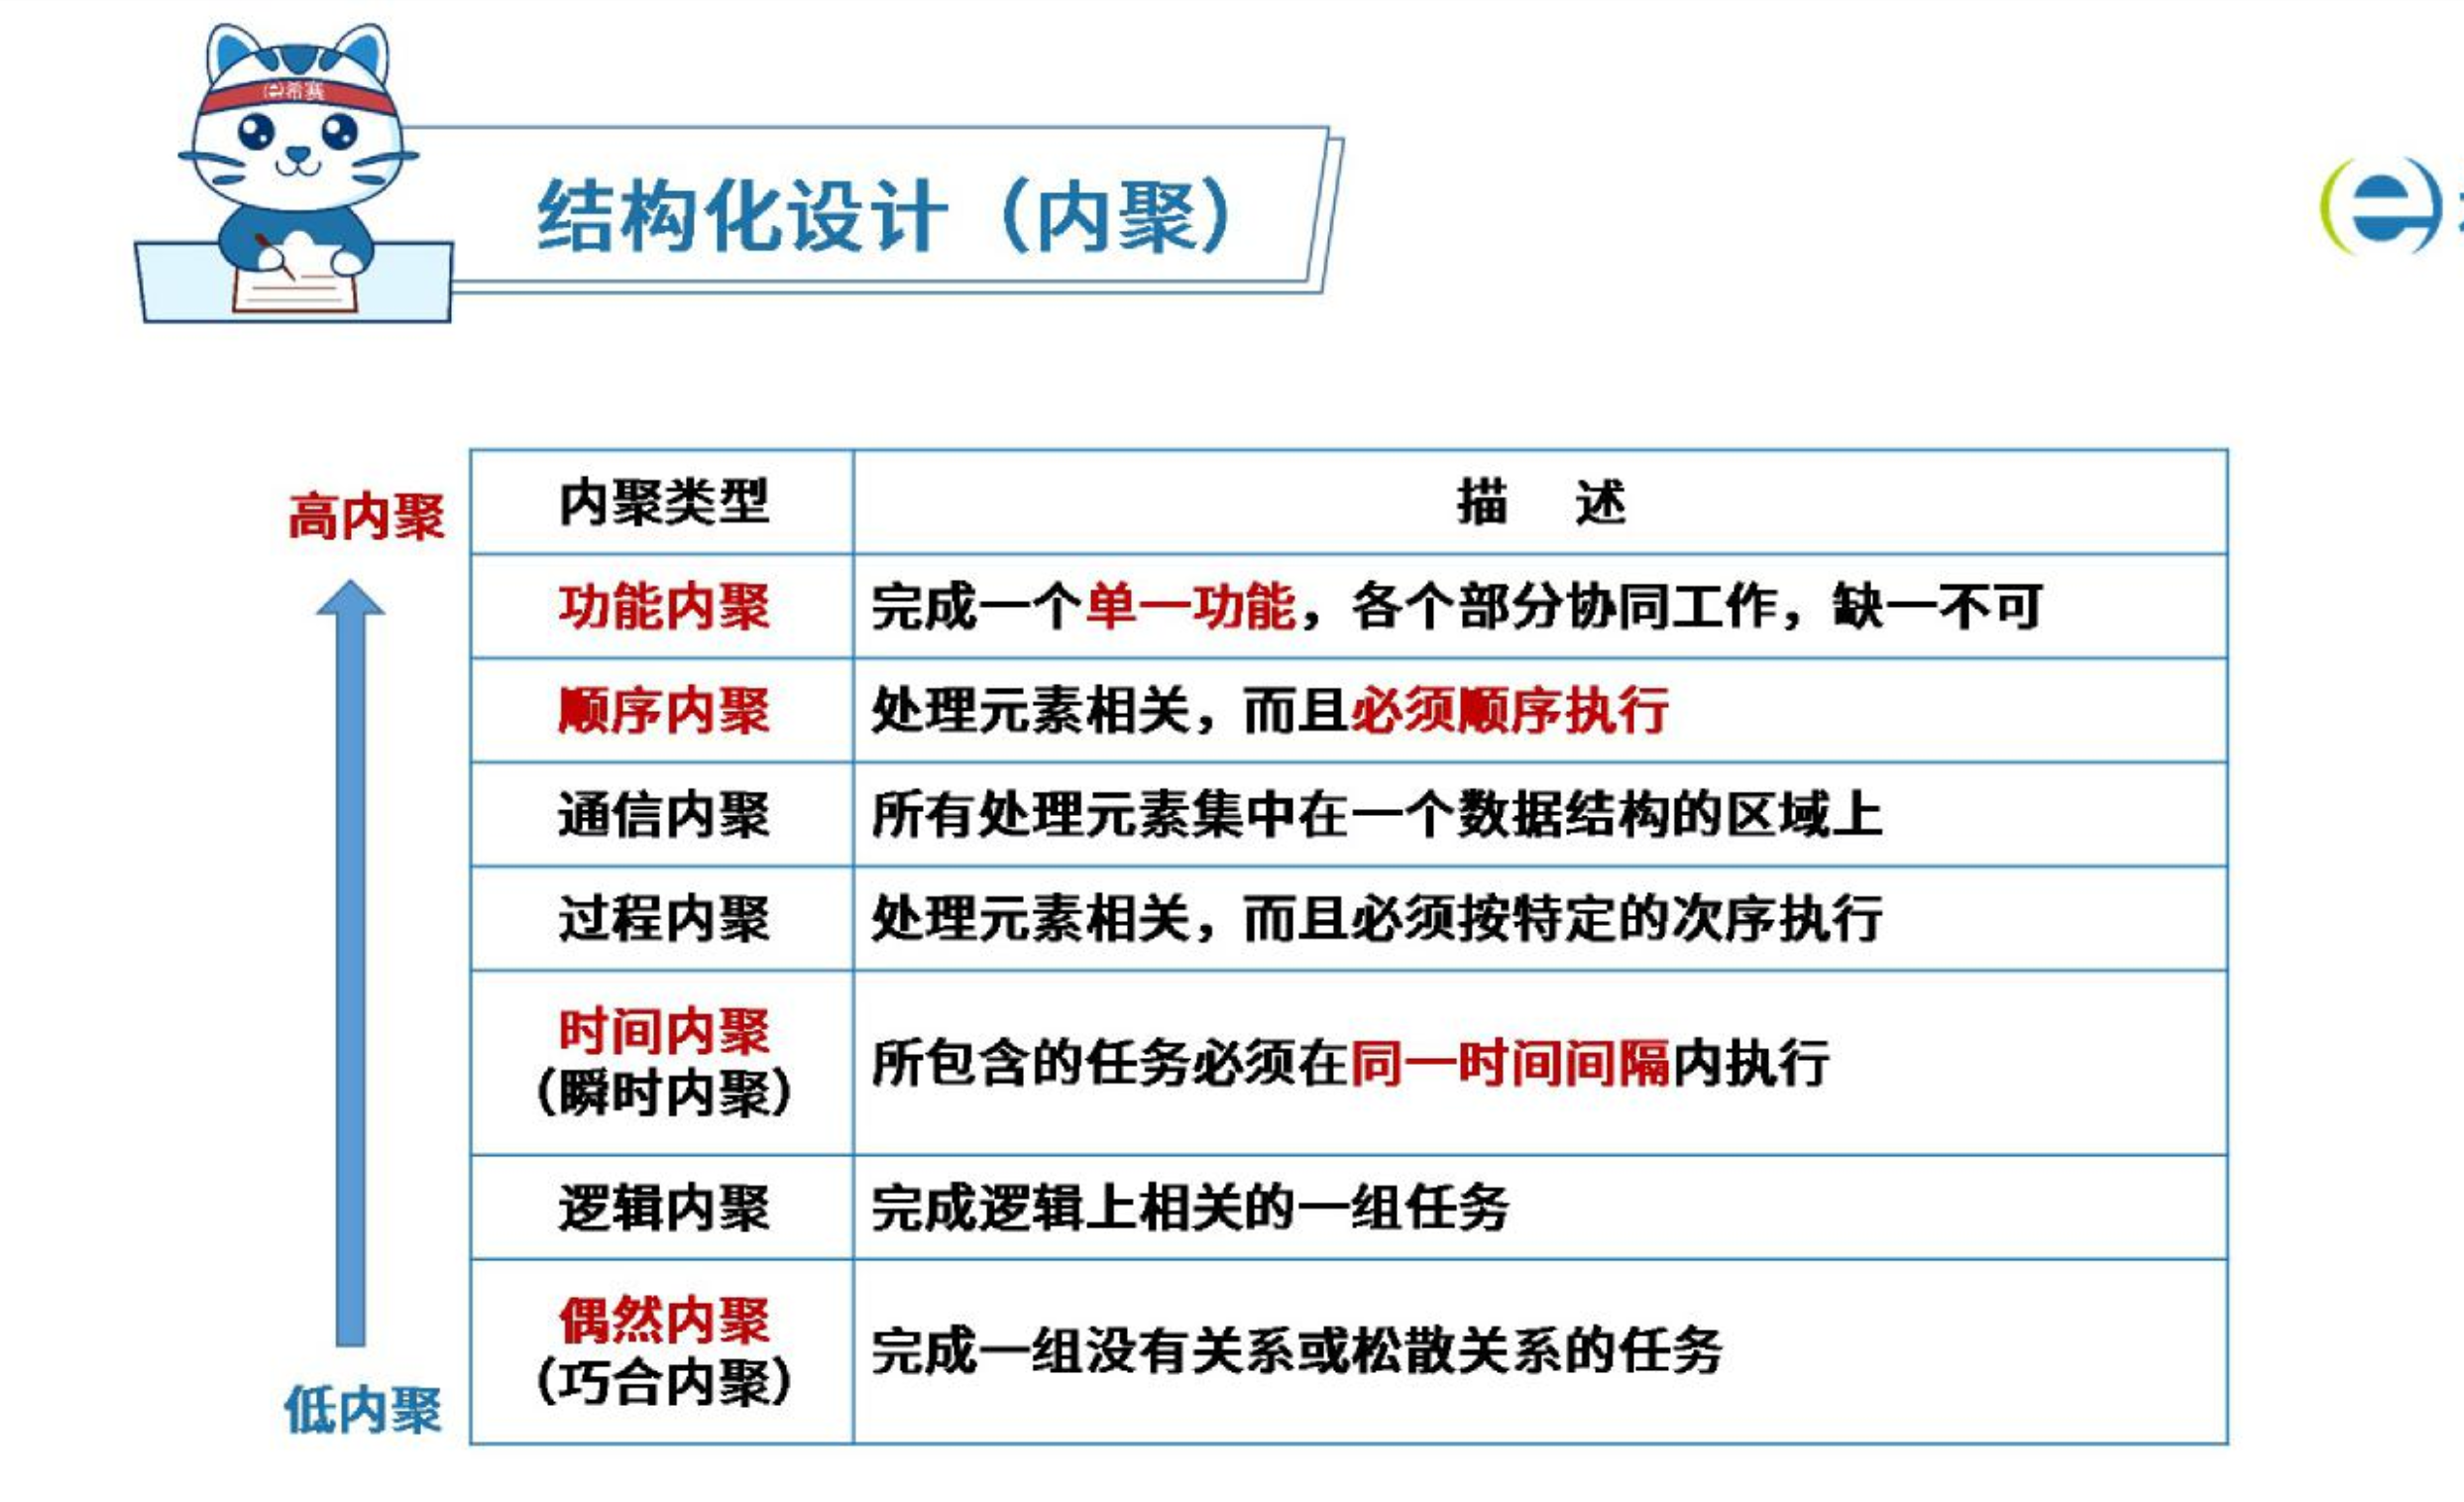 e希赛
结构化设计（内聚）
e
高内聚
内聚类型 描 述
功能内聚 完成一个单一功能，各个部分协同工作，缺一不可
顺序内聚 处理元素相关，而且必须顺序执行
通信内聚 所有处理元素集中在一个数据结构的区域上
过程内聚 处理元素相关，而且必须按特定的次序执行
时间内聚
（瞬时内聚） 所包含的任务必须在同一时间间隔内执行
逻辑内聚 完成逻辑上相关的一组任务
偶然内聚
（巧合内聚） 完成一组没有关系或松散关系的任务
低内聚